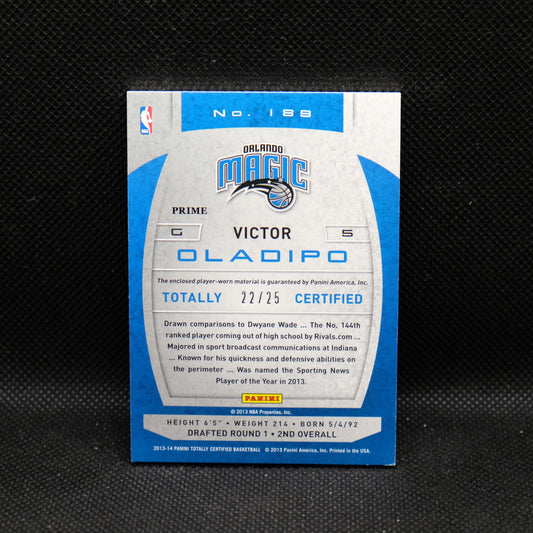 No. 189
ORLANDO
MAGIC
PRIME
G VICTOR 5
OLADIPO
The enclosed player-worn material is guaranteed by Panini America, Inc.
TOTALLY 22/25 CERTIFIED
Drawn comparisons to Dwyane Wade ... The No. 144th
ranked player coming out of high school by Rivals.com ...
Majored in sport broadcast communications at Indiana
... Known for his quickness and defensive abilities on
the perimeter ... Was named the Sporting News
Player of the Year in 2013.
PANINI
© 2013 NBA Properties, Inc.
HEIGHT 6'5" • WEIGHT 214 • BORN 5/4/92
DRAFTED ROUND 1 • 2ND OVERALL
2013-14 PANINI TOTALLY CERTIFIED BASKETBALL • © 2013 Panini America, Inc. Printed in the USA.